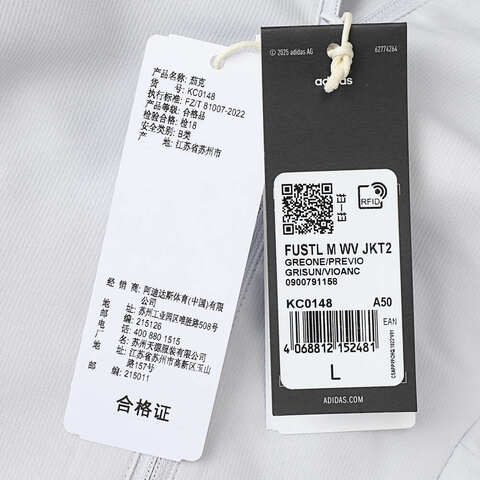 产品名称: 茄克
货 号: KC0148
执行标准: FZ/T 81007-2022
产品等级: 合格品
检验合格: 检18
安全类别: B类
产 地: 江苏省苏州市
经 销 商: 阿迪达斯体育(中国)有限
公司
地 址: 苏州工业园区唯胜路508号
邮 编: 215126
电 话: 400 880 1515
苏州天源服装有限公司
地 址: 江苏省苏州市高新区玉山
路157号
邮 编: 215011
合格证
© 2025 adidas AG
62774264
adidas
RFID
FUSTL M WV JKT2
GREONE/PREVIO
GRISUN/VIOANC
0900791158
KC0148 A50
EAN
4 068812 152481
L
ADIDAS.COM